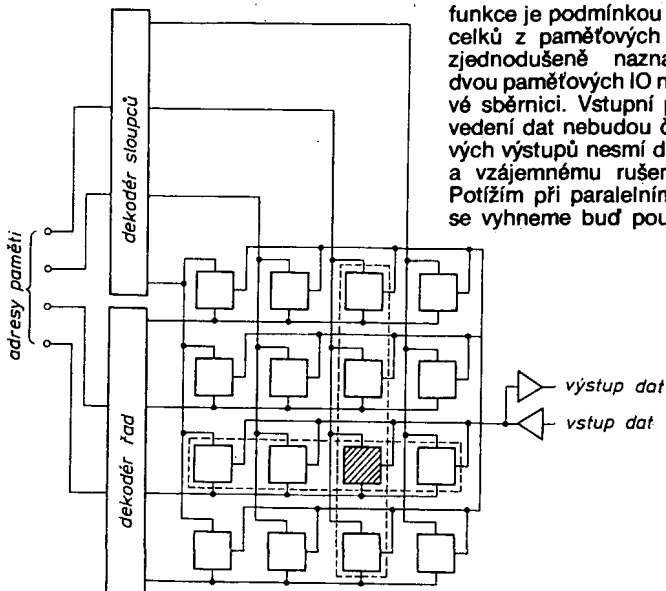 funkce je podmínkou
celků z paměťových
zjednodušeně nazna
dvou paměťových IO n
vé sběrnici. Vstupní p
vedení dat nebudou č
vých výstupů nesmí d
a vzájemnému rušer
Potížím při paralelním
se vyhneme buď pou
dekodér sloupců
adresy paměti
dekodér řad
výstup dat
vstup dat